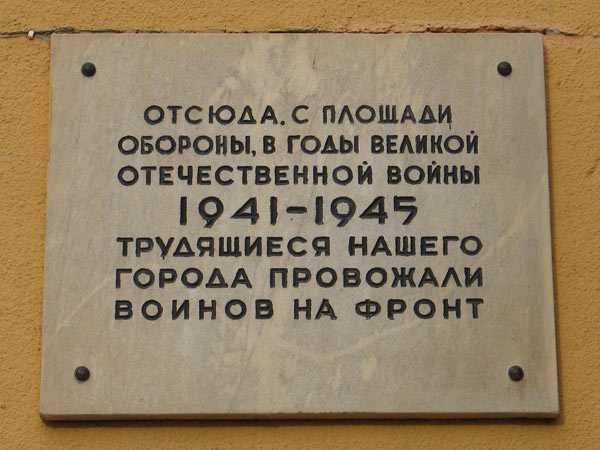 ОТСЮДА, С ПЛОЩАДИ
ОБОРОНЫ, В ГОДЫ ВЕЛИКОЙ
ОТЕЧЕСТВЕННОЙ ВОЙНЫ
1941-1945
ТРУДЯЩИЕСЯ НАШЕГО
ГОРОДА ПРОВОЖАЛИ
ВОИНОВ НА ФРОНТ